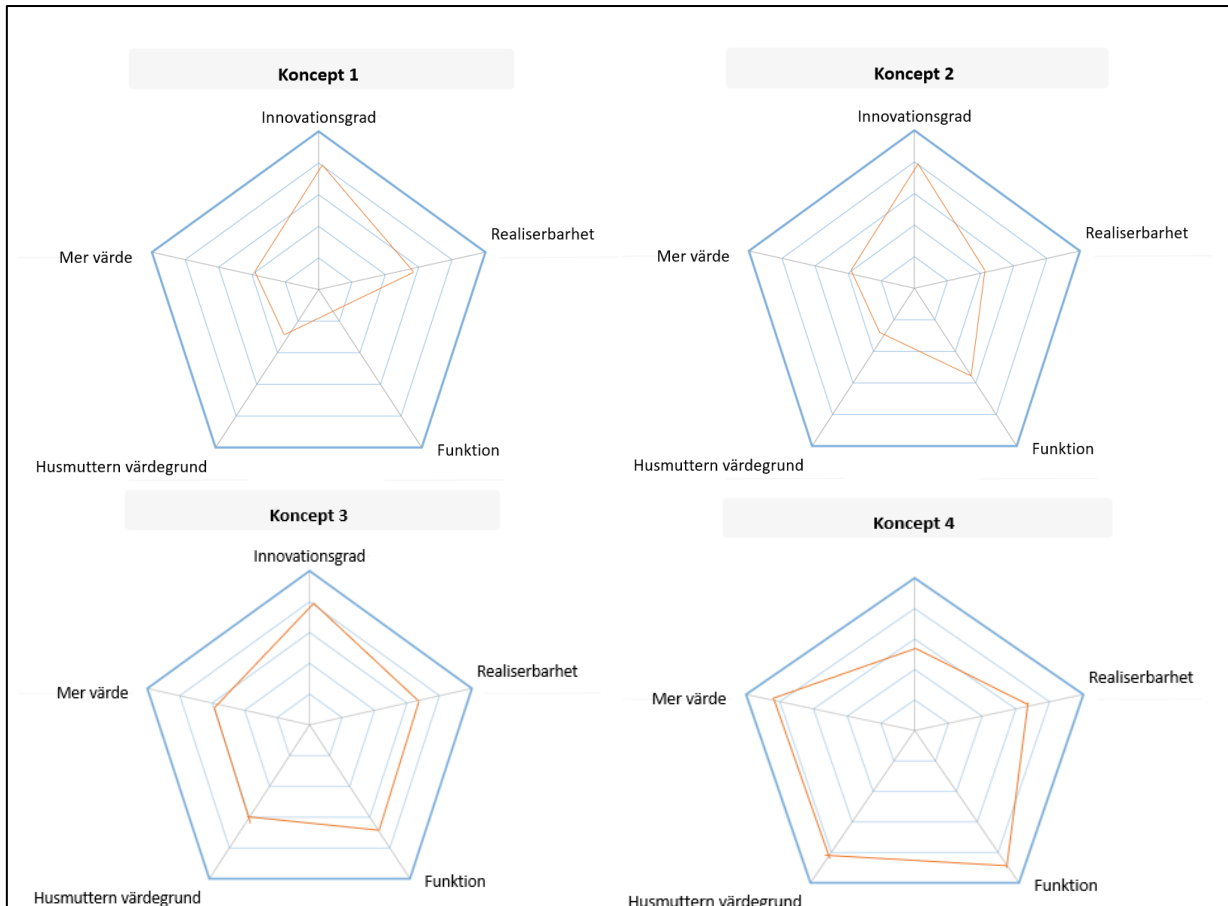 Koncept 1
Koncept 2
Innovationsgrad
Innovationsgrad
Realiserbarhet
Realiserbarhet
Mer värde
Mer värde
Funktion
Funktion
Husmuttern värdegrund
Husmuttern värdegrund
Koncept 3
Koncept 4
Innovationsgrad
Realiserbarhet
Realiserbarhet
Mer värde
Mer värde
Funktion
Funktion
Husmuttern värdegrund
Husmuttern värdegrund